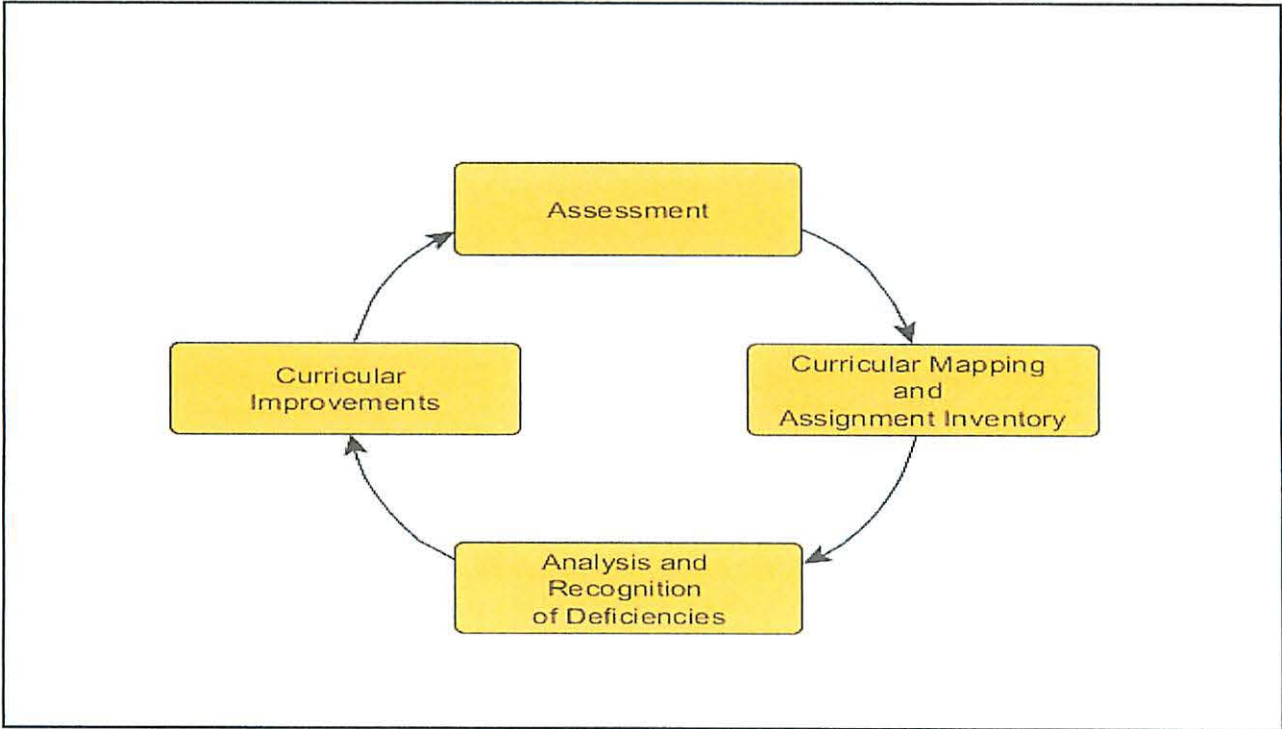 Assessment
Curricular Mapping
and
Assignment Inventory
Analysis and
Recognition
of Deficiencies
Curricular
Improvements